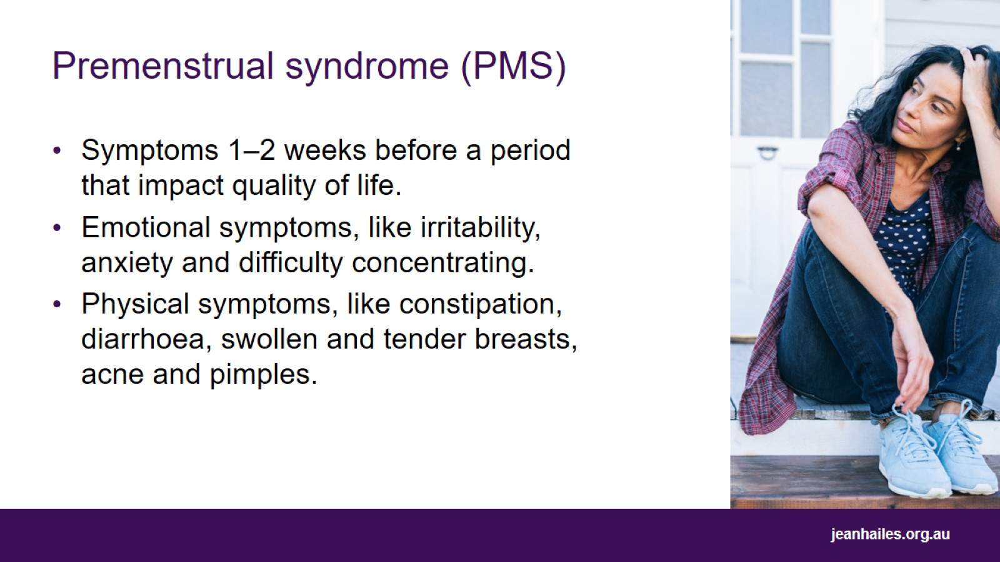 Premenstrual syndrome (PMS)
• Symptoms 1–2 weeks before a period
that impact quality of life.
• Emotional symptoms, like irritability,
anxiety and difficulty concentrating.
• Physical symptoms, like constipation,
diarrhoea, swollen and tender breasts,
acne and pimples.
jeanhailes.org.au